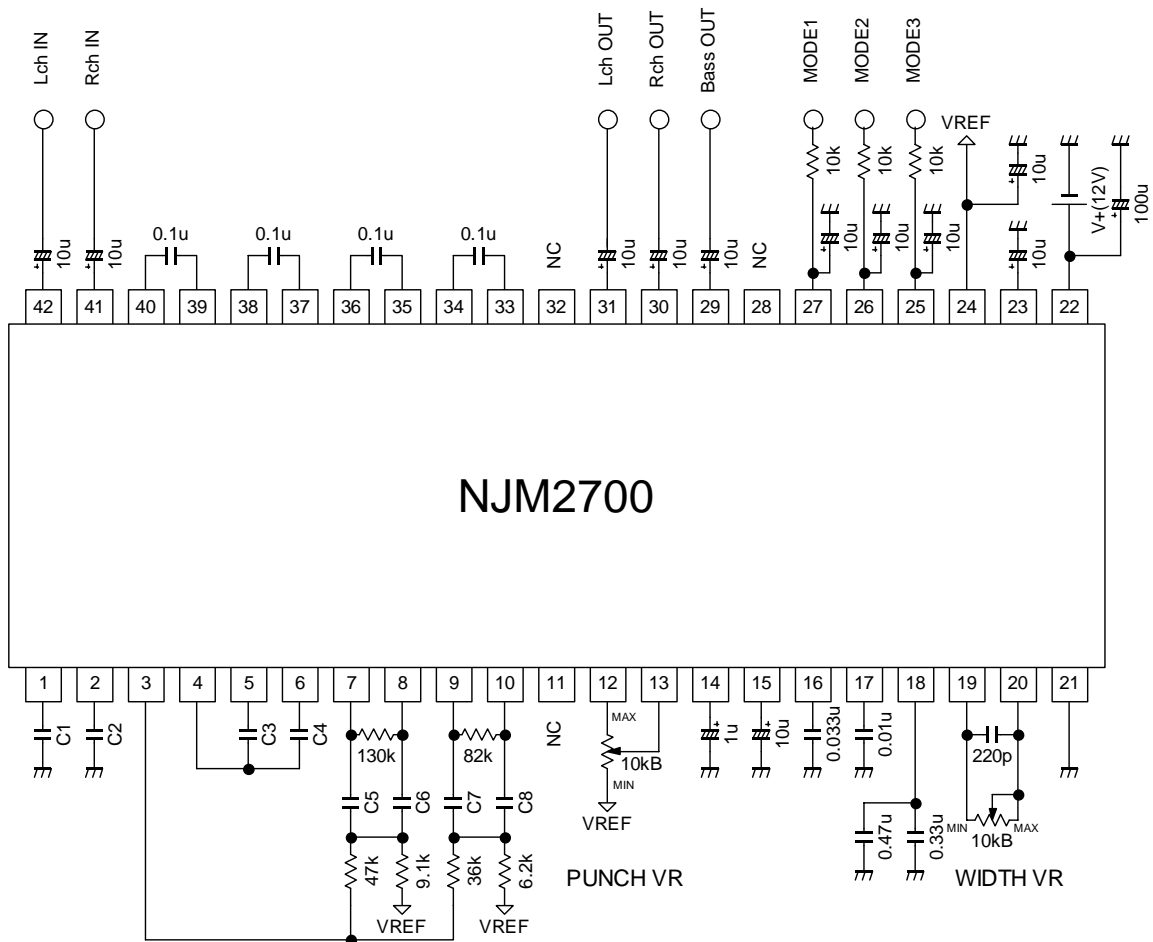 Lch IN
Rch IN
Lch OUT
Rch OUT
Bass OUT
MODE1
MODE2
MODE3
VREF
10k
10k
10k
10u
V+(12V)
100u
10u
10u
0.1u
0.1u
0.1u
0.1u
NC
10u
10u
10u
NC
10u
10u
10u
10u
42 41 40 39 38 37 36 35 34 33 32 31 30 29 28 27 26 25 24 23 22
NJM2700
1 2 3 4 5 6 7 8 9 10 11 12 13 14 15 16 17 18 19 20 21
C1
C2
C3
C4
130k
82k
NC
MAX
10kB
MIN
VREF
1u
10u
0.033u
0.01u
220p
C5
C6
C7
C8
0.47u
0.33u
MIN
10kB
MAX
47k
9.1k
36k
6.2k
PUNCH VR
WIDTH VR
VREF
VREF